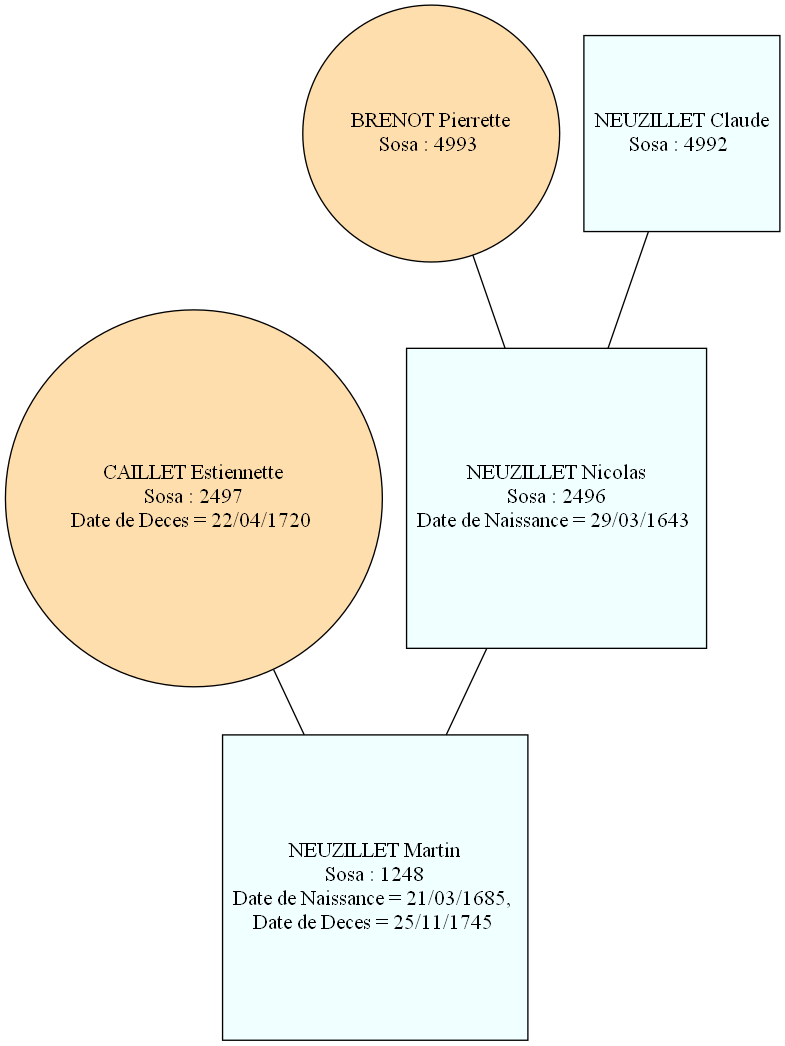 BRENOT Pierrette
Sosa : 4993
NEUZILLET Claude
Sosa : 4992
CAILLET Estiennette
Sosa : 2497
Date de Deces = 22/04/1720
NEUZILLET Nicolas
Sosa : 2496
Date de Naissance = 29/03/1643
NEUZILLET Martin
Sosa : 1248
Date de Naissance = 21/03/1685,
Date de Deces = 25/11/1745